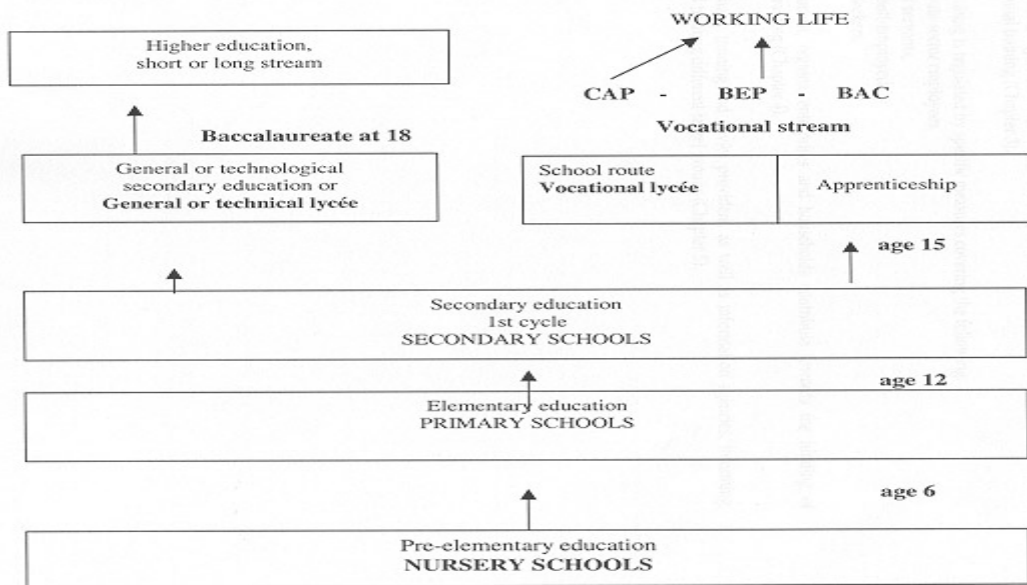 WORKING LIFE
Higher education,
short or long stream
CAP - BEP - BAC
Vocational stream
Baccalaureate at 18
General or technological
secondary education or
General or technical lycée
School route
Vocational lycée
Apprenticeship
age 15
Secondary education
1st cycle
SECONDARY SCHOOLS
age 12
Elementary education
PRIMARY SCHOOLS
age 6
Pre-elementary education
NURSERY SCHOOLS